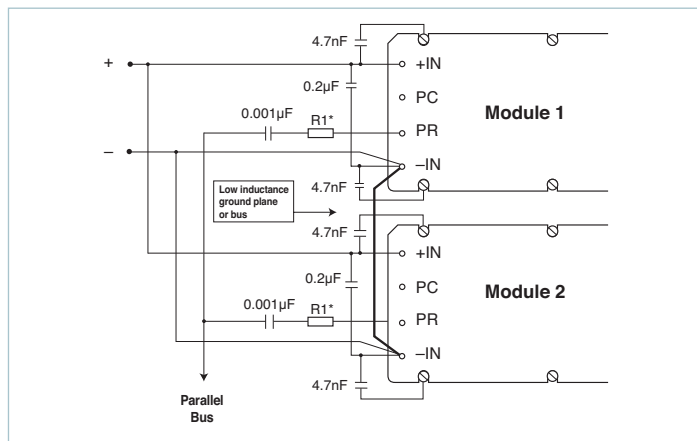 4.7nF
+
+IN
0.2µF
PC
Module 1
0.001µF
R1*
PR
–
–IN
4.7nF
Low inductance
ground plane
or bus
4.7nF
+IN
0.2µF
PC
Module 2
0.001µF
R1*
PR
–IN
4.7nF
Parallel
Bus